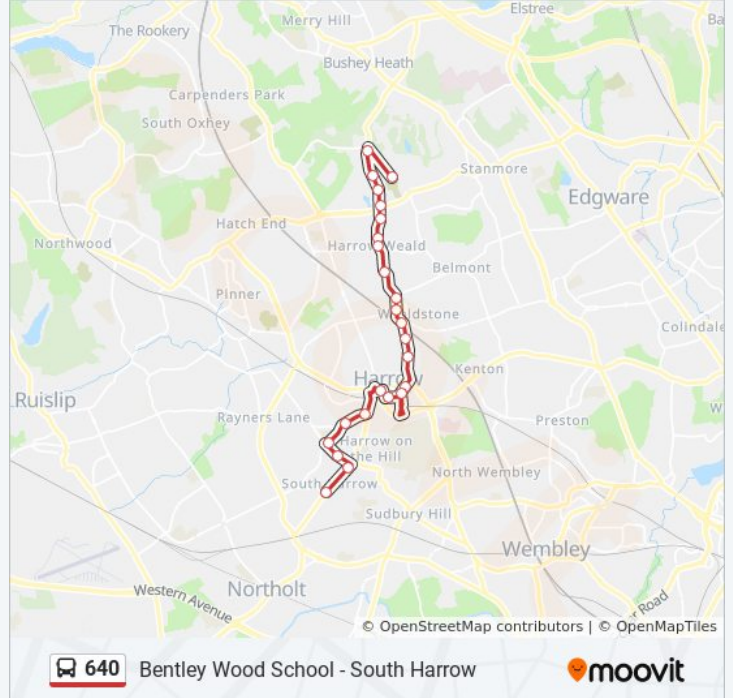 Elstree
Merry Hill
Ba
The Rookery
Bushey Heath
Carpenders Park
South Oxhey
Stanmore
Edgware
Hatch End
Northwood
Harrow Weald
Belmont
Pinner
Wealdstone
Colindale
Harrow
Kenton
Ruislip
W
Rayners Lane
Preston
Harrow on
the Hill
North Wembley
South Harrow
Sudbury Hill
Wembley
Northolt
Western Avenue
r Road
© OpenStreetMap contributors | © OpenMapTiles
640 Bentley Wood School - South Harrow
moovit